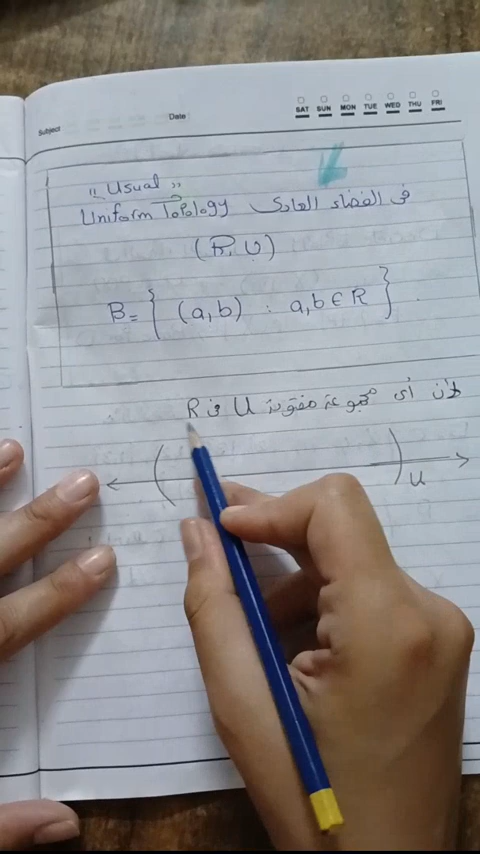 Subject
Date
SAT SUN MON TUE WED THU FRI
"Usual"
Uniform Topology في الفضاء العادي
(R, U)
B = { (a,b) : a,b ∈ R }
لأن أي مجموعة مفتوحة U في R
U